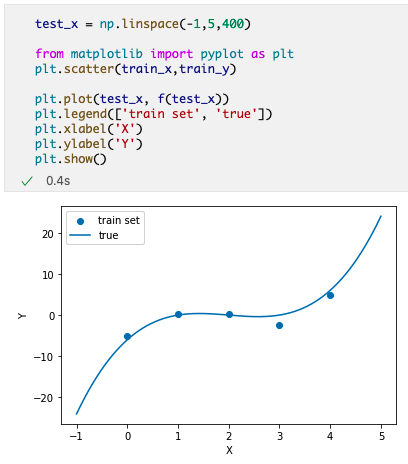 test_x = np.linspace(-1,5,400)
from matplotlib import pyplot as plt
plt.scatter(train_x,train_y)
plt.plot(test_x, f(test_x))
plt.legend(['train set', 'true'])
plt.xlabel('X')
plt.ylabel('Y')
plt.show()
✓ 0.4s
train set
true
20
10
0
−10
−20
Y
−1 0 1 2 3 4 5
X